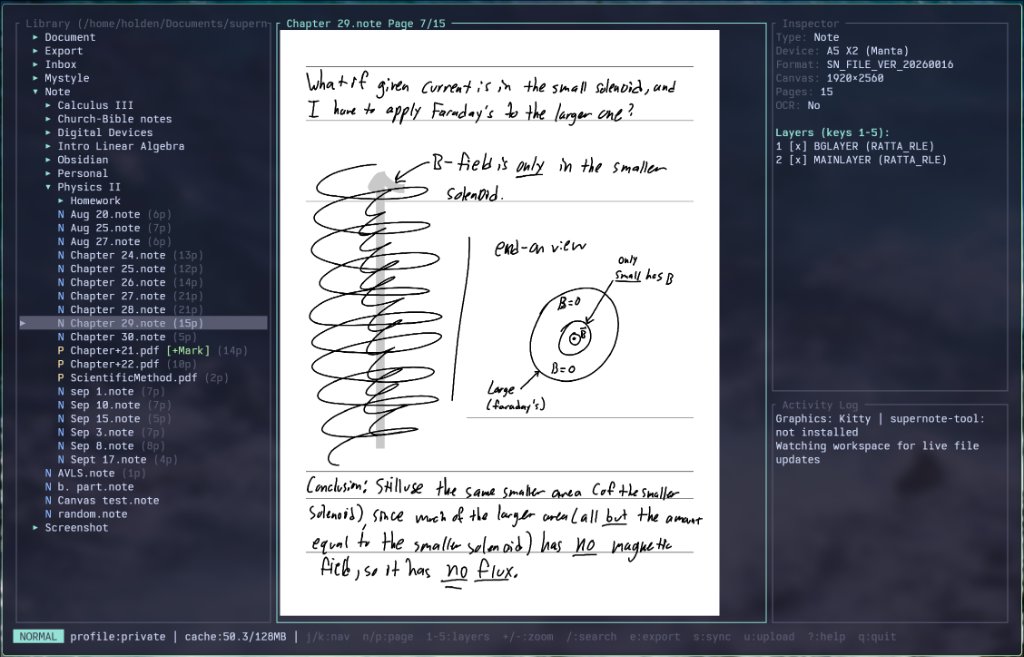 Library (/home/holden/Documents/supern
▸ Document
▸ Export
▸ Inbox
▸ Mystyle
▾ Note
▸ Calculus III
▸ Church-Bible notes
▸ Digital Devices
▸ Intro Linear Algebra
▸ Obsidian
▸ Personal
▾ Physics II
▸ Homework
N Aug 20.note (6p)
N Aug 25.note (7p)
N Aug 27.note (6p)
N Chapter 24.note (13p)
N Chapter 25.note (12p)
N Chapter 26.note (14p)
N Chapter 27.note (21p)
N Chapter 28.note (21p)
▶ N Chapter 29.note (15p)
N Chapter 30.note (5p)
P Chapter+21.pdf [+Mark] (14p)
P Chapter+22.pdf (10p)
P ScientificMethod.pdf (2p)
N sep 1.note (7p)
N Sep 10.note (7p)
N Sep 15.note (5p)
N Sep 3.note (7p)
N Sep 8.note (8p)
N Sept 17.note (4p)
N AVLS.note (1p)
N b. part.note
N Canvas test.note
N random.note
▸ Screenshot
Chapter 29.note Page 7/15
What if given current is in the small solenoid, and
I have to apply Faraday's to the larger one?
B-field is only in the smaller
solenoid.
end-on view
only
small has B
B=0
B
B=0
Large
(faraday's)
Conclusion: Still use the same smaller area (of the smaller
solenoid), since much of the larger area (all but the amount
equal to the smaller solenoid) has no magnetic
field, so it has no flux.
Inspector
Type: Note
Device: A5 X2 (Manta)
Format: SN_FILE_VER_20260016
Canvas: 1920×2560
Pages: 15
OCR: No
Layers (keys 1-5):
1 [x] BGLAYER (RATTA_RLE)
2 [x] MAINLAYER (RATTA_RLE)
Activity Log
Graphics: Kitty | supernote-tool:
not installed
Watching workspace for live file
updates
NORMAL profile:private | cache:50.3/128MB | j/k:nav n/p:page 1-5:layers +/-:zoom /:search e:export s:sync u:upload ?:help q:quit